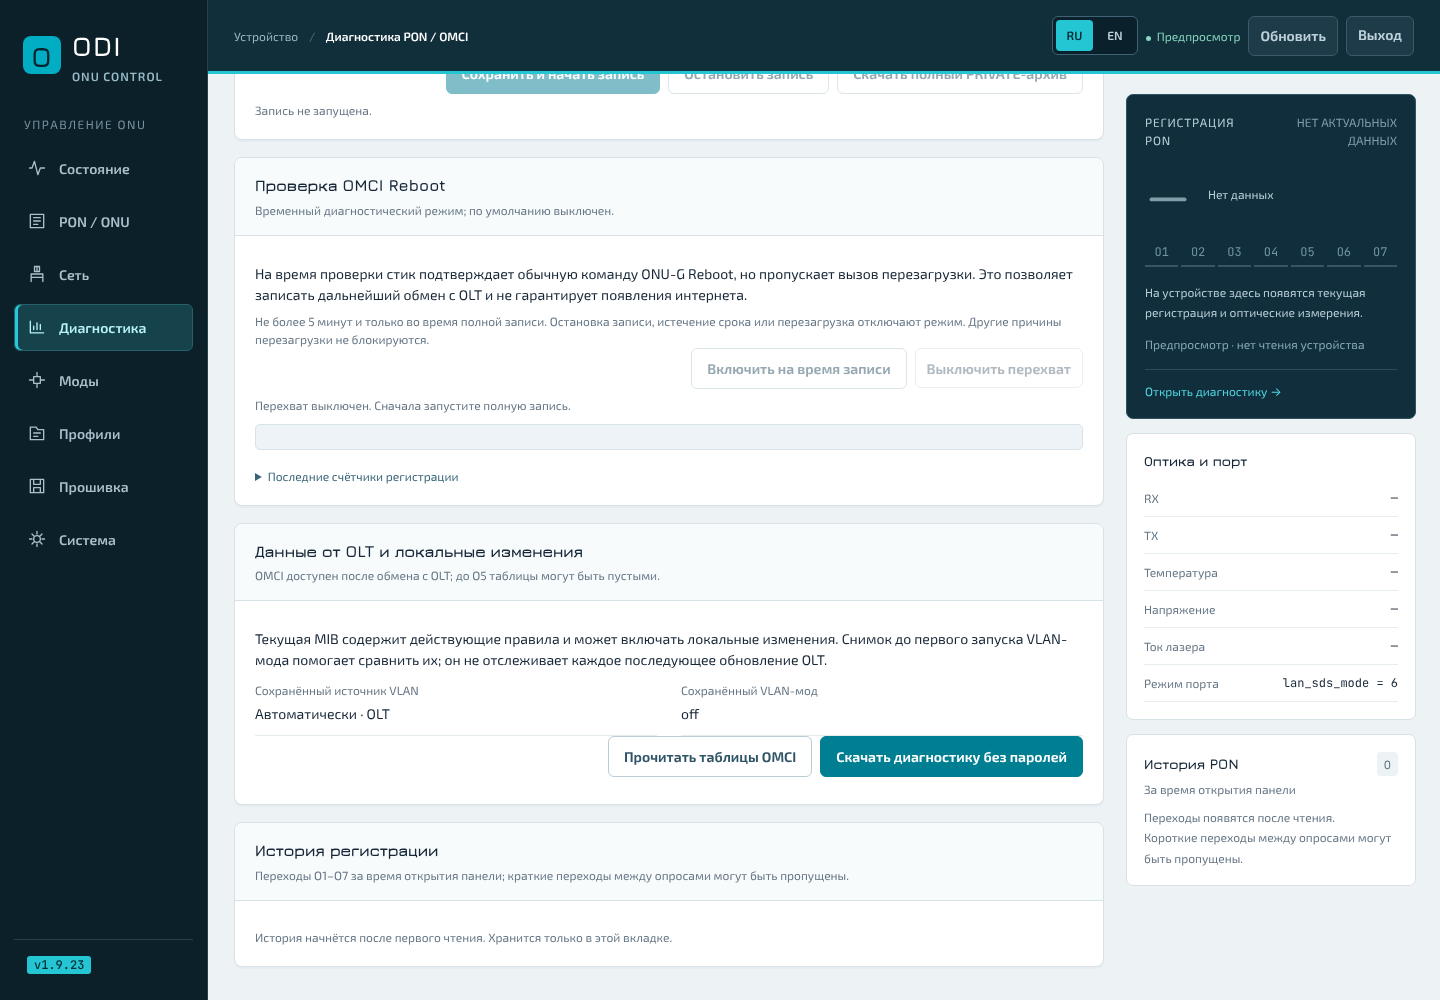 ODI
ONU CONTROL
УПРАВЛЕНИЕ ONU
Состояние
PON / ONU
Сеть
Диагностика
Моды
Профили
Прошивка
Система
v1.9.23
Устройство / Диагностика PON / OMCI
RU EN
Предпросмотр
Обновить
Выход
Сохранить и начать запись
Остановить запись
Скачать полный PRIVATE-архив
Запись не запущена.
Проверка OMCI Reboot
Временный диагностический режим; по умолчанию выключен.
На время проверки стик подтверждает обычную команду ONU-G Reboot, но пропускает вызов перезагрузки. Это позволяет
записать дальнейший обмен с OLT и не гарантирует появления интернета.
Не более 5 минут и только во время полной записи. Остановка записи, истечение срока или перезагрузка отключают режим. Другие причины
перезагрузки не блокируются.
Включить на время записи
Выключить перехват
Перехват выключен. Сначала запустите полную запись.
Последние счётчики регистрации
Данные от OLT и локальные изменения
OMCI доступен после обмена с OLT; до O5 таблицы могут быть пустыми.
Текущая MIB содержит действующие правила и может включать локальные изменения. Снимок до первого запуска VLAN-
мода помогает сравнить их; он не отслеживает каждое последующее обновление OLT.
Сохранённый источник VLAN
Автоматически · OLT
Сохранённый VLAN-мод
off
Прочитать таблицы OMCI
Скачать диагностику без паролей
История регистрации
Переходы O1–O7 за время открытия панели; краткие переходы между опросами могут быть пропущены.
История начнётся после первого чтения. Хранится только в этой вкладке.
РЕГИСТРАЦИЯ
PON
НЕТ АКТУАЛЬНЫХ
ДАННЫХ
— Нет данных
01 02 03 04 05 06 07
На устройстве здесь появятся текущая
регистрация и оптические измерения.
Предпросмотр · нет чтения устройства
Открыть диагностику →
Оптика и порт
RX —
TX —
Температура —
Напряжение —
Ток лазера —
Режим порта lan_sds_mode = 6
История PON 0
За время открытия панели
Переходы появятся после чтения.
Короткие переходы между опросами могут
быть пропущены.